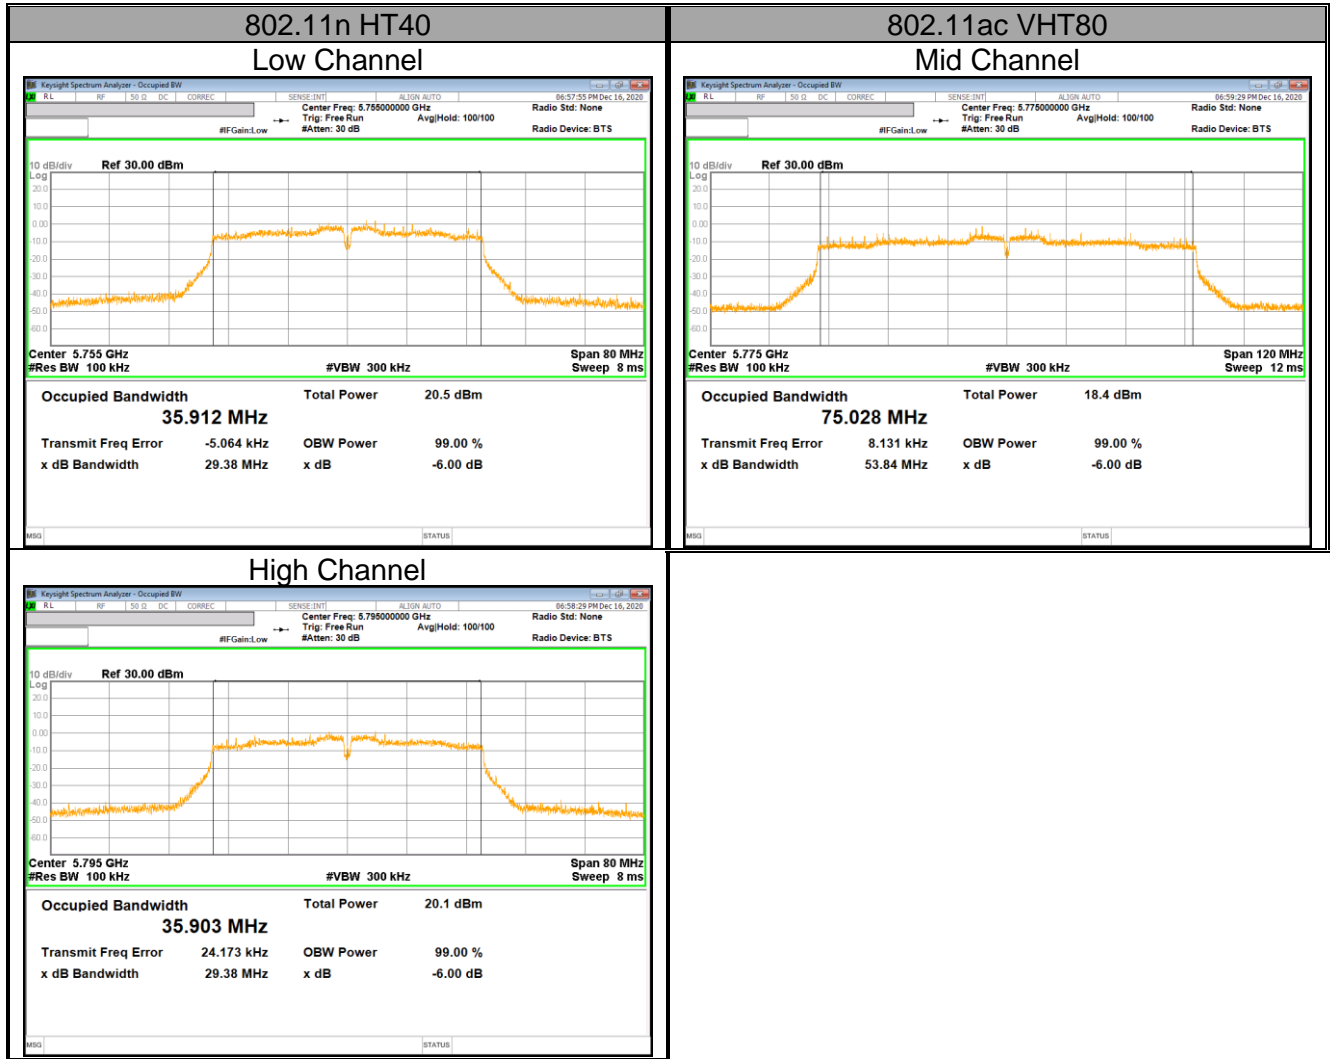 802.11n HT40
802.11ac VHT80
Low Channel
Keysight Spectrum Analyzer - Occupied BW
RL RF 50 Ω DC CORREC SENSE:INT ALIGN AUTO 06:57:55 PM Dec 16, 2020
Center Freq: 5.755000000 GHz Radio Std: None
Trig: Free Run Avg|Hold: 100/100
#IFGain:Low #Atten: 30 dB Radio Device: BTS
10 dB/div Ref 30.00 dBm
Log
20.0
10.0
0.00
-10.0
-20.0
-30.0
-40.0
-50.0
-60.0
Center 5.755 GHz Span 80 MHz
#Res BW 100 kHz #VBW 300 kHz Sweep 8 ms
Occupied Bandwidth Total Power 20.5 dBm
35.912 MHz
Transmit Freq Error -5.064 kHz OBW Power 99.00 %
x dB Bandwidth 29.38 MHz x dB -6.00 dB
MSG STATUS
Mid Channel
Keysight Spectrum Analyzer - Occupied BW
RL RF 50 Ω DC CORREC SENSE:INT ALIGN AUTO 06:59:29 PM Dec 16, 2020
Center Freq: 5.775000000 GHz Radio Std: None
Trig: Free Run Avg|Hold: 100/100
#IFGain:Low #Atten: 30 dB Radio Device: BTS
10 dB/div Ref 30.00 dBm
Log
20.0
10.0
0.00
-10.0
-20.0
-30.0
-40.0
-50.0
-60.0
Center 5.775 GHz Span 120 MHz
#Res BW 100 kHz #VBW 300 kHz Sweep 12 ms
Occupied Bandwidth Total Power 18.4 dBm
75.028 MHz
Transmit Freq Error 8.131 kHz OBW Power 99.00 %
x dB Bandwidth 53.84 MHz x dB -6.00 dB
MSG STATUS
High Channel
Keysight Spectrum Analyzer - Occupied BW
RL RF 50 Ω DC CORREC SENSE:INT ALIGN AUTO 06:58:29 PM Dec 16, 2020
Center Freq: 5.795000000 GHz Radio Std: None
Trig: Free Run Avg|Hold: 100/100
#IFGain:Low #Atten: 30 dB Radio Device: BTS
10 dB/div Ref 30.00 dBm
Log
20.0
10.0
0.00
-10.0
-20.0
-30.0
-40.0
-50.0
-60.0
Center 5.795 GHz Span 80 MHz
#Res BW 100 kHz #VBW 300 kHz Sweep 8 ms
Occupied Bandwidth Total Power 20.1 dBm
35.903 MHz
Transmit Freq Error 24.173 kHz OBW Power 99.00 %
x dB Bandwidth 29.38 MHz x dB -6.00 dB
MSG STATUS